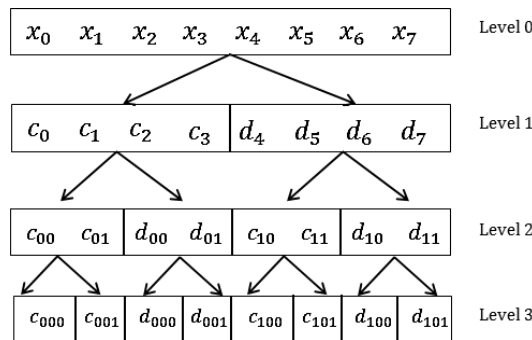 x₀ x₁ x₂ x₃ x₄ x₅ x₆ x₇ Level 0
c₀ c₁ c₂ c₃ d₄ d₅ d₆ d₇ Level 1
c₀₀ c₀₁ d₀₀ d₀₁ c₁₀ c₁₁ d₁₀ d₁₁ Level 2
c₀₀₀ c₀₀₁ d₀₀₀ d₀₀₁ c₁₀₀ c₁₀₁ d₁₀₀ d₁₀₁ Level 3